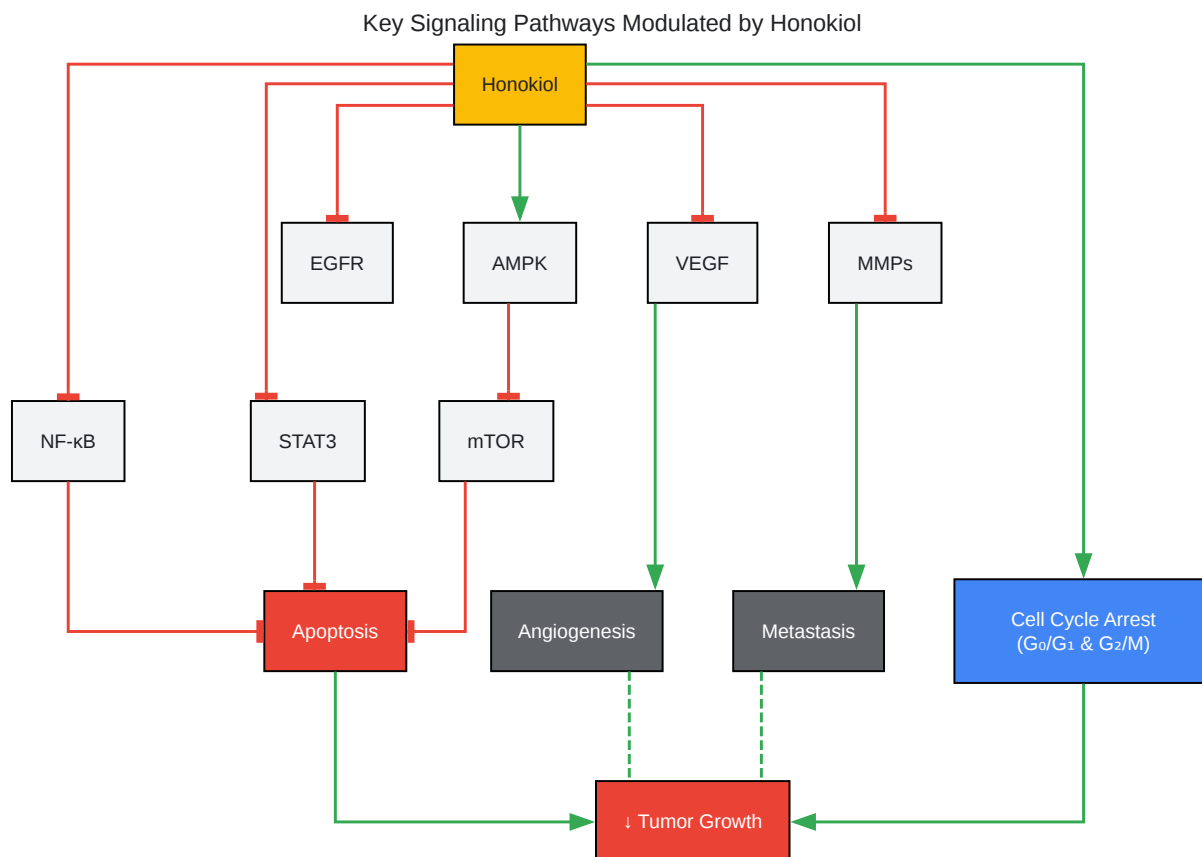 Key Signaling Pathways Modulated by Honokiol
Honokiol
EGFR
AMPK
VEGF
MMPs
NF-κB
STAT3
mTOR
Apoptosis
Angiogenesis
Metastasis
Cell Cycle Arrest
(G₀/G₁ & G₂/M)
↓ Tumor Growth